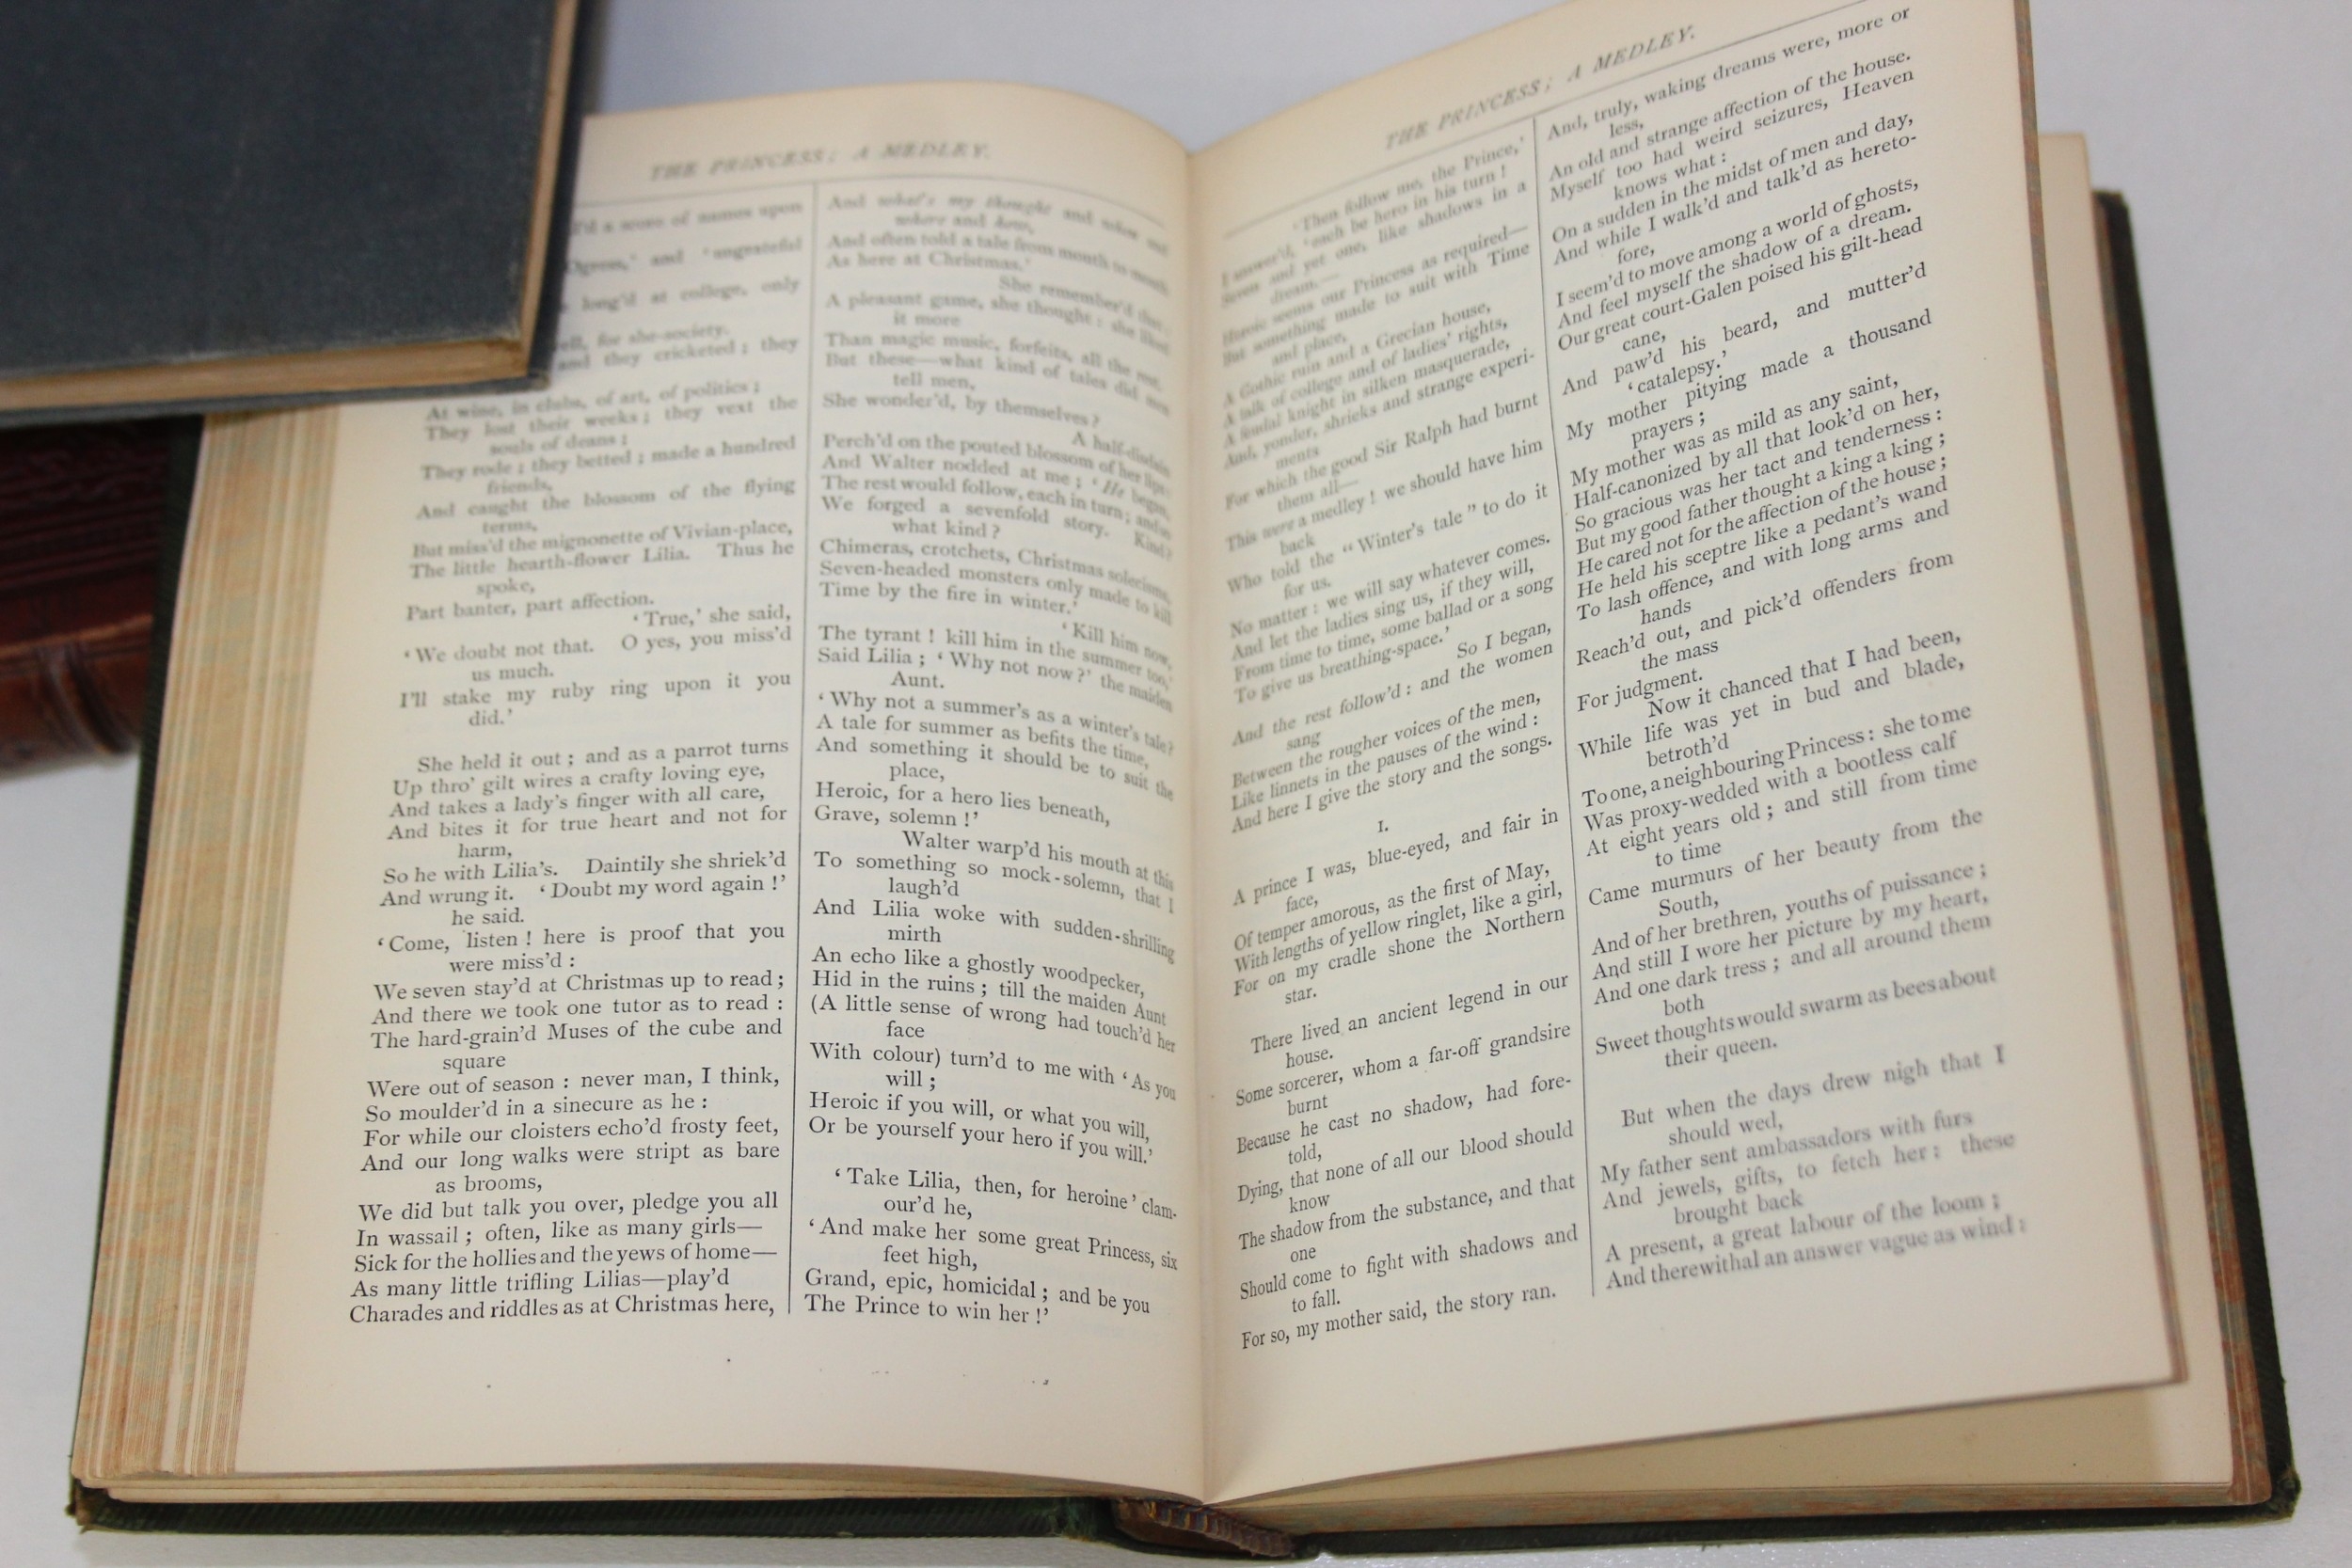 THE PRINCESS; A MEDLEY.
'd a score of names upon
Ogress,' and 'ungrateful
long'd at college, only
well, for she-society.
and they cricketed; they
At wine, in clubs, of art, of politics;
They lost their weeks; they vext the
souls of deans;
They rode; they betted; made a hundred
friends,
And caught the blossom of the flying
terms,
But miss'd the mignonette of Vivian-place,
The little hearth-flower Lilia. Thus he
spoke,
Part banter, part affection.
'True,' she said,
'We doubt not that. O yes, you miss'd
us much.
I'll stake my ruby ring upon it you
did.'
She held it out; and as a parrot turns
Up thro' gilt wires a crafty loving eye,
And takes a lady's finger with all care,
And bites it for true heart and not for
harm,
So he with Lilia's. Daintily she shriek'd
And wrung it. 'Doubt my word again!'
he said.
'Come, listen! here is proof that you
were miss'd:
We seven stay'd at Christmas up to read;
And there we took one tutor as to read:
The hard-grain'd Muses of the cube and
square
Were out of season: never man, I think,
So moulder'd in a sinecure as he:
For while our cloisters echo'd frosty feet,
And our long walks were stript as bare
as brooms,
We did but talk you over, pledge you all
In wassail; often, like as many girls—
Sick for the hollies and the yews of home—
As many little trifling Lilias—play'd
Charades and riddles as at Christmas here,
And what's my thought and when and
where and how,
And often told a tale from mouth to mouth
As here at Christmas.'
She remember'd that:
A pleasant game, she thought: she liked
it more
Than magic music, forfeits, all the rest.
But these—what kind of tales did men
tell men,
She wonder'd, by themselves?
A half-disdain
Perch'd on the pouted blossom of her lips:
And Walter nodded at me; 'He began,
The rest would follow, each in turn; and so
We forged a sevenfold story. Kind?
what kind?
Chimeras, crotchets, Christmas solecisms,
Seven-headed monsters only made to kill
Time by the fire in winter.'
'Kill him now,
The tyrant! kill him in the summer too,'
Said Lilia; 'Why not now?' the maiden
Aunt.
'Why not a summer's as a winter's tale?
A tale for summer as befits the time,
And something it should be to suit the
place,
Heroic, for a hero lies beneath,
Grave, solemn!'
Walter warp'd his mouth at this
To something so mock-solemn, that I
laugh'd
And Lilia woke with sudden-shrilling
mirth
An echo like a ghostly woodpecker,
Hid in the ruins; till the maiden Aunt
(A little sense of wrong had touch'd her
face
With colour) turn'd to me with 'As you
will;
Heroic if you will, or what you will,
Or be yourself your hero if you will.'
'Take Lilia, then, for heroine' clam-
our'd he,
'And make her some great Princess, six
feet high,
Grand, epic, homicidal; and be you
The Prince to win her!'
THE PRINCESS; A MEDLEY.
'Then follow me, the Prince,'
I answer'd, 'each be hero in his turn!
Seven and yet one, like shadows in a
dream.—
Heroic seems our Princess as required—
But something made to suit with Time
and place,
A Gothic ruin and a Grecian house,
A talk of college and of ladies' rights,
A feudal knight in silken masquerade,
And, yonder, shrieks and strange experi-
ments
For which the good Sir Ralph had burnt
them all—
This were a medley! we should have him
back
Who told the "Winter's tale" to do it
for us.
No matter: we will say whatever comes.
And let the ladies sing us, if they will,
From time to time, some ballad or a song
To give us breathing-space.'
So I began,
And the rest follow'd: and the women
sang
Between the rougher voices of the men,
Like linnets in the pauses of the wind:
And here I give the story and the songs.
I.
A prince I was, blue-eyed, and fair in
face,
Of temper amorous, as the first of May,
With lengths of yellow ringlet, like a girl,
For on my cradle shone the Northern
star.
There lived an ancient legend in our
house.
Some sorcerer, whom a far-off grandsire
burnt
Because he cast no shadow, had fore-
told,
Dying, that none of all our blood should
know
The shadow from the substance, and that
one
Should come to fight with shadows and
to fall.
For so, my mother said, the story ran.
And, truly, waking dreams were, more or
less,
An old and strange affection of the house.
Myself too had weird seizures, Heaven
knows what:
On a sudden in the midst of men and day,
And while I walk'd and talk'd as hereto-
fore,
I seem'd to move among a world of ghosts,
And feel myself the shadow of a dream.
Our great court-Galen poised his gilt-head
cane,
And paw'd his beard, and mutter'd
'catalepsy.'
My mother pitying made a thousand
prayers;
My mother was as mild as any saint,
Half-canonized by all that look'd on her,
So gracious was her tact and tenderness:
But my good father thought a king a king;
He cared not for the affection of the house;
He held his sceptre like a pedant's wand
To lash offence, and with long arms and
hands
Reach'd out, and pick'd offenders from
the mass
For judgment.
Now it chanced that I had been,
While life was yet in bud and blade,
betroth'd
To one, a neighbouring Princess: she to me
Was proxy-wedded with a bootless calf
At eight years old; and still from time
to time
Came murmurs of her beauty from the
South,
And of her brethren, youths of puissance;
And still I wore her picture by my heart,
And one dark tress; and all around them
both
Sweet thoughts would swarm as bees about
their queen.
But when the days drew nigh that I
should wed,
My father sent ambassadors with furs
And jewels, gifts, to fetch her: these
brought back
A present, a great labour of the loom;
And therewithal an answer vague as wind: